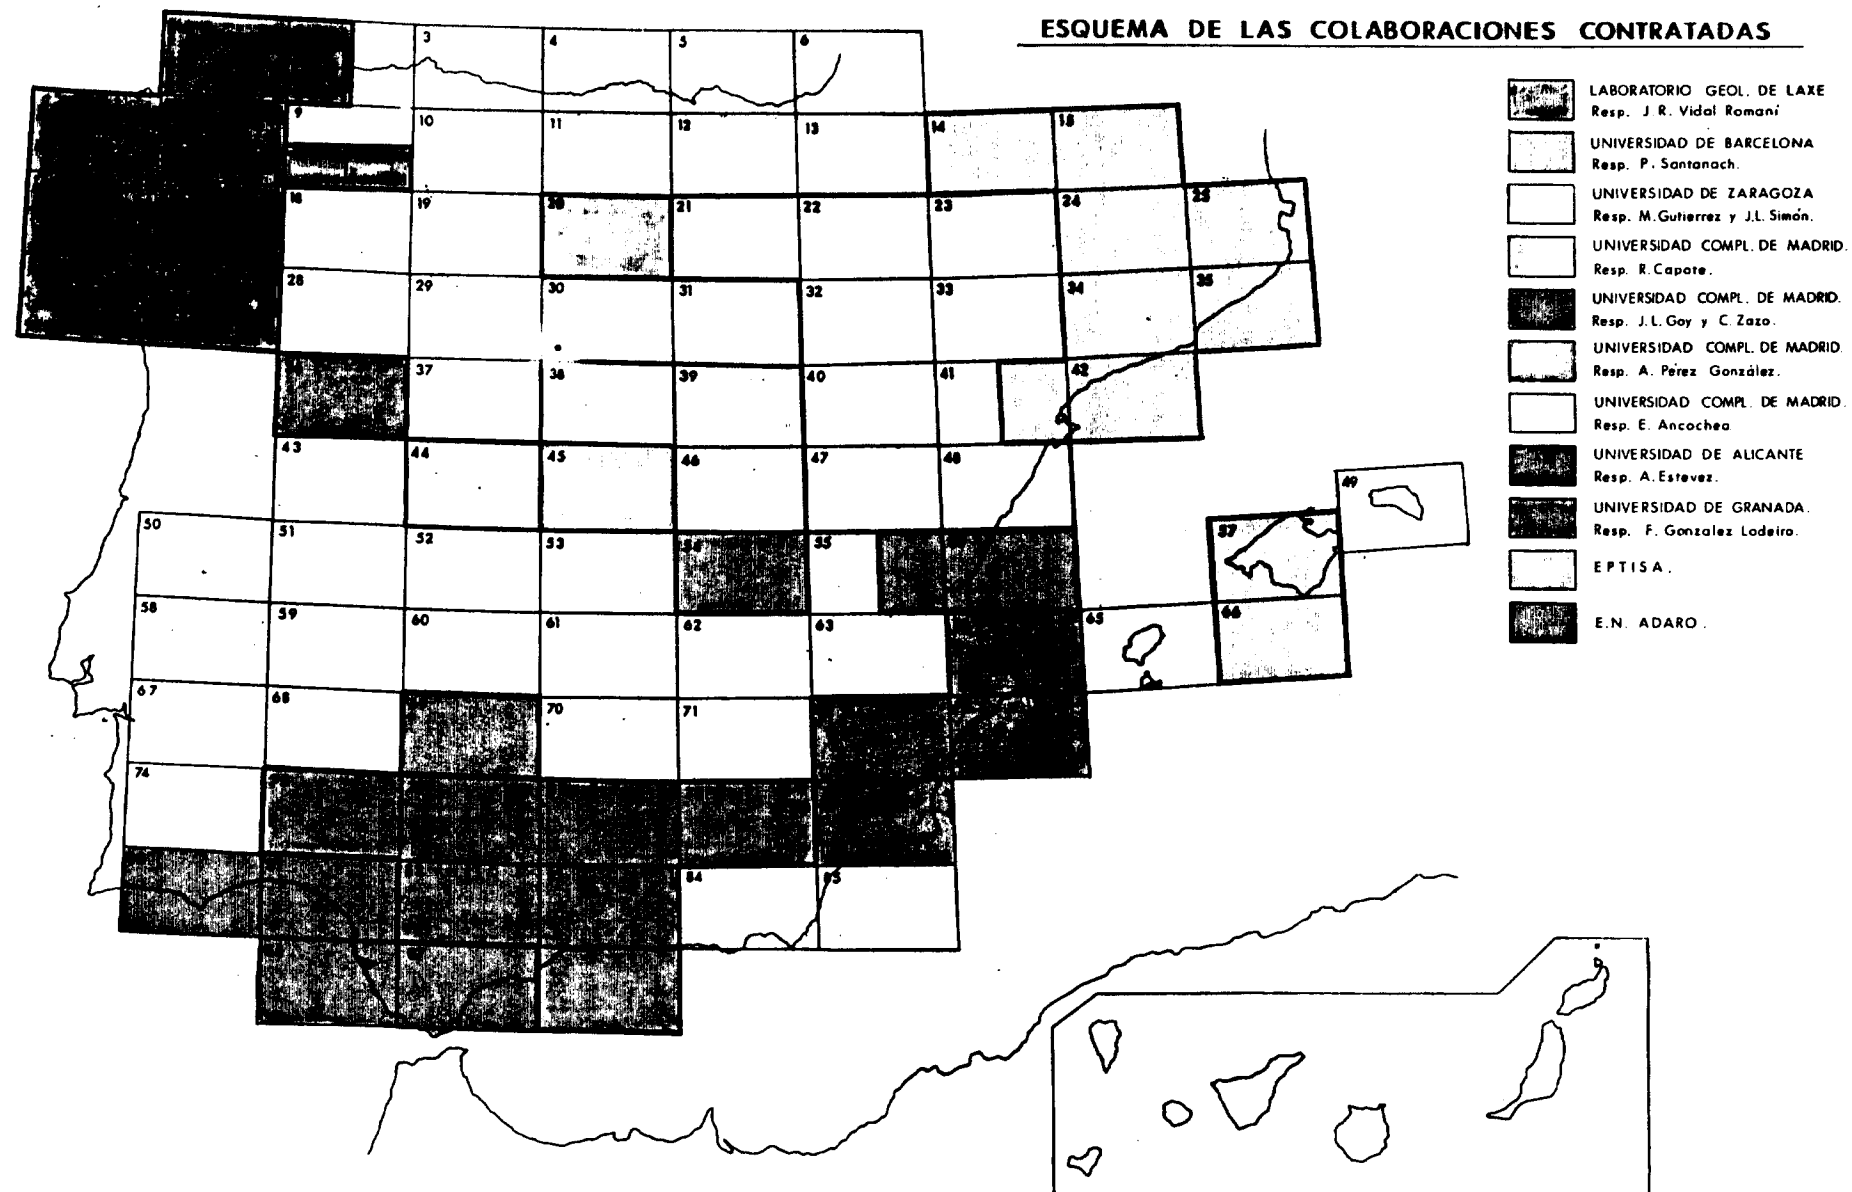 ESQUEMA DE LAS COLABORACIONES CONTRATADAS
LABORATORIO GEOL. DE LAXE
Resp. J. R. Vidal Romaní
UNIVERSIDAD DE BARCELONA
Resp. P. Santanach.
UNIVERSIDAD DE ZARAGOZA
Resp. M. Gutierrez y J.L. Simón.
UNIVERSIDAD COMPL. DE MADRID.
Resp. R. Capote.
UNIVERSIDAD COMPL. DE MADRID.
Resp. J.L. Goy y C. Zazo.
UNIVERSIDAD COMPL. DE MADRID
Resp. A. Pérez González.
UNIVERSIDAD COMPL. DE MADRID.
Resp. E. Ancochea
UNIVERSIDAD DE ALICANTE
Resp. A. Estevez.
UNIVERSIDAD DE GRANADA.
Resp. F. Gonzalez Lodeiro.
EPTISA.
E.N. ADARO.
3 4 5 6
9 10 11 12 13 14 15
18 19 20 21 22 23 24 25
28 29 30 31 32 33 34 35
37 38 39 40 41 42
43 44 45 46 47 48
49
50 51 52 53 54 55 57
58 59 60 61 62 63 65 66
67 68 70 71
74
84 85